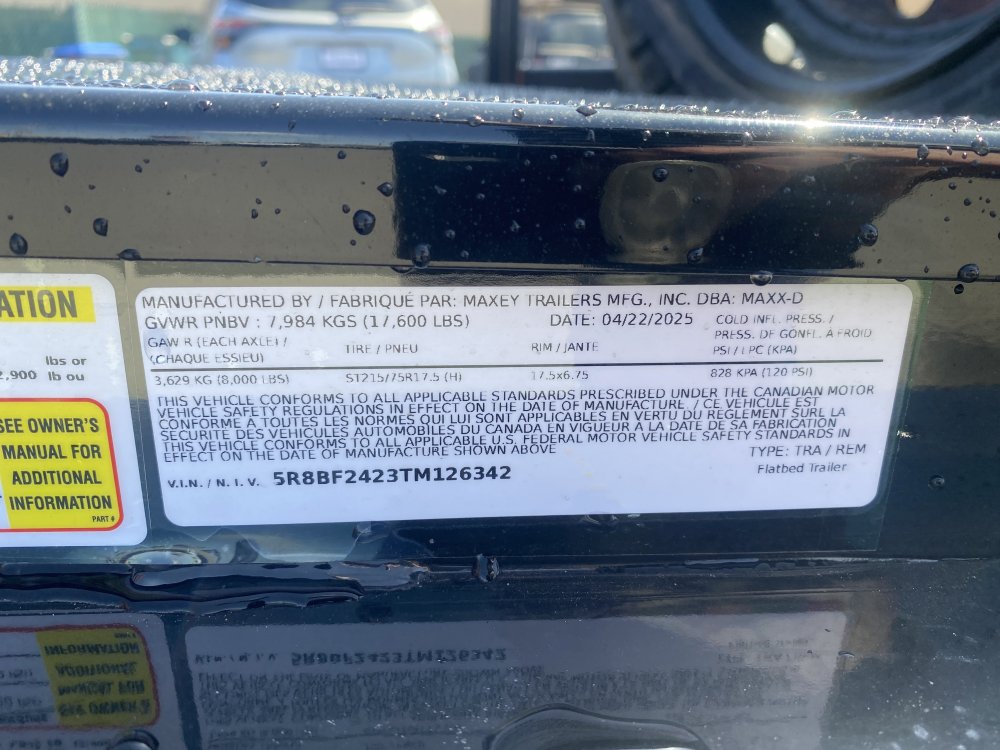 ATION
lbs or
2,900 lb ou
SEE OWNER'S
MANUAL FOR
ADDITIONAL
INFORMATION
PART #
MANUFACTURED BY / FABRIQUÉ PAR: MAXEY TRAILERS MFG., INC. DBA: MAXX-D
GVWR PNBV : 7,984 KGS (17,600 LBS) DATE: 04/22/2025 COLD INFL. PRESS. /
GAWR (EACH AXLE) / TIRE / PNEU RIM / JANTE PRESS. DE GONFL. A FROID
(CHAQUE ESSIEU) PSI / LPC (KPA)
3,629 KG (8,000 LBS) ST215/75R17.5 (H) 17.5x6.75 828 KPA (120 PSI)
THIS VEHICLE CONFORMS TO ALL APPLICABLE STANDARDS PRESCRIBED UNDER THE CANADIAN MOTOR
VEHICLE SAFETY REGULATIONS IN EFFECT ON THE DATE OF MANUFACTURE / CE VEHICULE EST
CONFORME A TOUTES LES NORMES QUI LUI SONT APPLICABLES EN VERTU DU REGLEMENT SURL LA
SECURITE DES VEHICULES AUTOMOBILES DU CANADA EN VIGUEUR A LA DATE DE SA FABRICATION
THIS VEHICLE CONFORMS TO ALL APPLICABLE U.S. FEDERAL MOTOR VEHICLE SAFETY STANDARDS IN
EFFECT ON THE DATE OF MANUFACTURE SHOWN ABOVE TYPE: TRA / REM
Flatbed Trailer
V.I.N. / N. I. V. 5R8BF2423TM126342